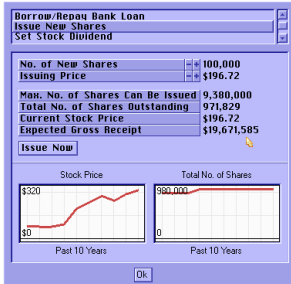 Borrow/Repay Bank Loan
Issue New Shares
Set Stock Dividend
No. of New Shares -+ 100,000
Issuing Price -+ $196.72
Max. No. of Shares Can Be Issued 9,380,000
Total No. of Shares Outstanding 971,829
Current Stock Price $196.72
Expected Gross Receipt $19,671,585
Issue Now
Stock Price Total No. of Shares
$320 980,000
$0 0
Past 10 Years Past 10 Years
Ok